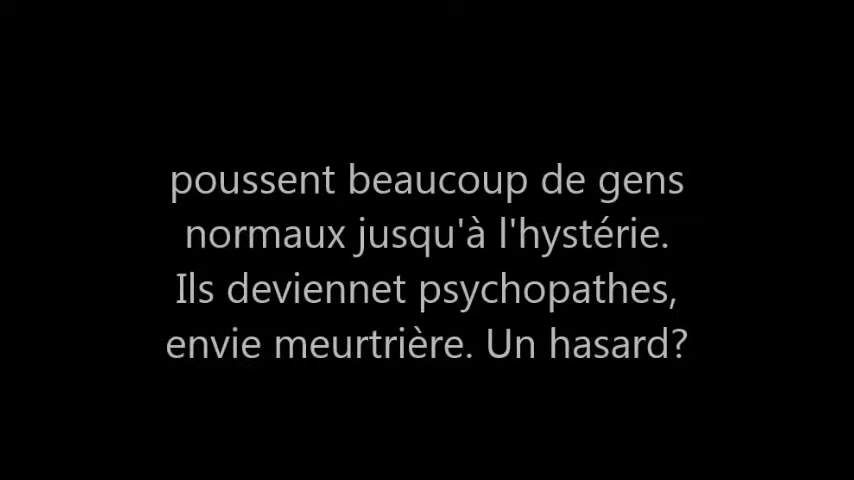 poussent beaucoup de gens
normaux jusqu'à l'hystérie.
Ils deviennet psychopathes,
envie meurtrière. Un hasard?